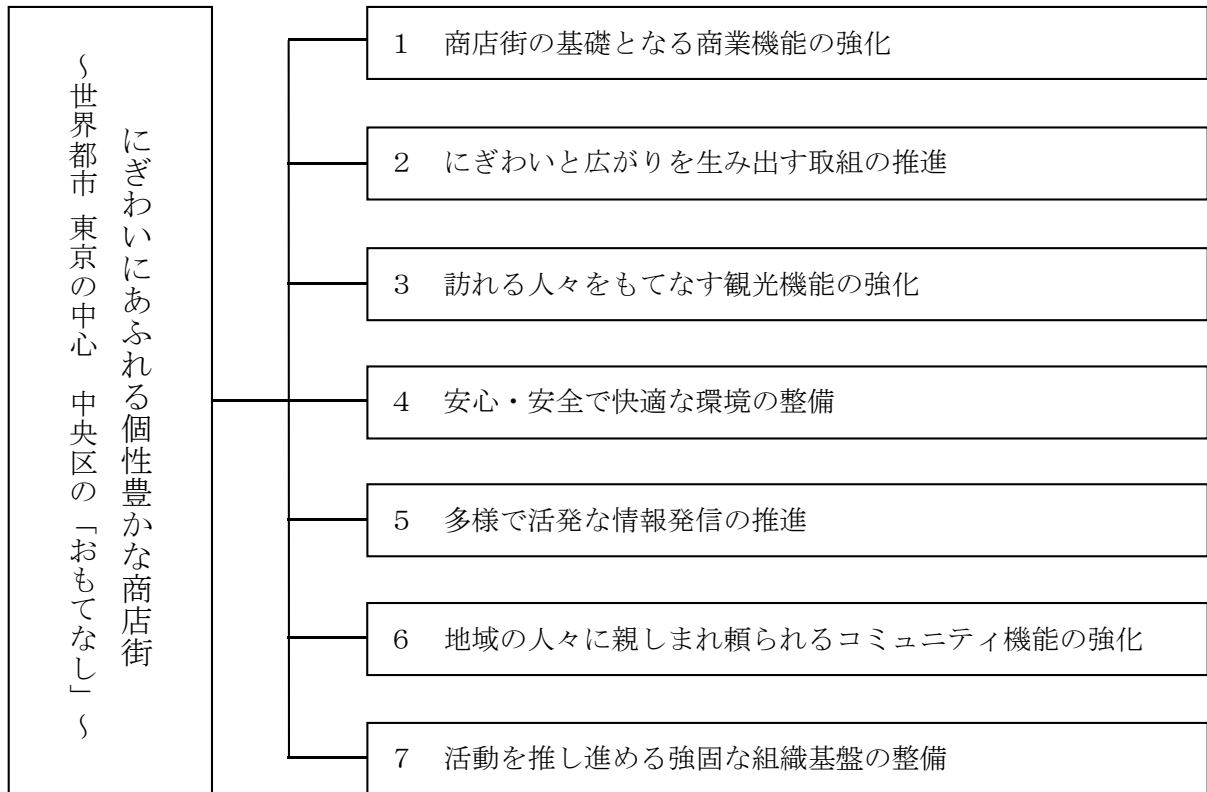 にぎわいにあふれる個性豊かな商店街
～世界都市 東京の中心　中央区の「おもてなし」～
１　商店街の基礎となる商業機能の強化
２　にぎわいと広がりを生み出す取組の推進
３　訪れる人々をもてなす観光機能の強化
４　安心・安全で快適な環境の整備
５　多様で活発な情報発信の推進
６　地域の人々に親しまれ頼られるコミュニティ機能の強化
７　活動を推し進める強固な組織基盤の整備